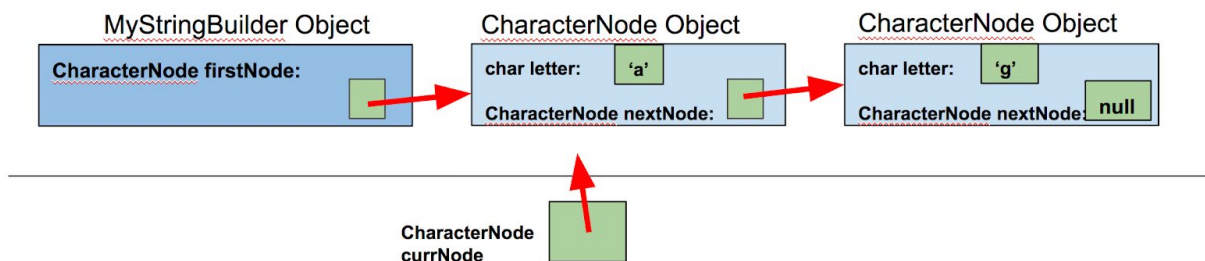 MyStringBuilder Object
CharacterNode Object
CharacterNode Object
CharacterNode firstNode:
char letter: ‘a’
CharacterNode nextNode:
char letter: ‘g’
CharacterNode nextNode: null
CharacterNode
currNode